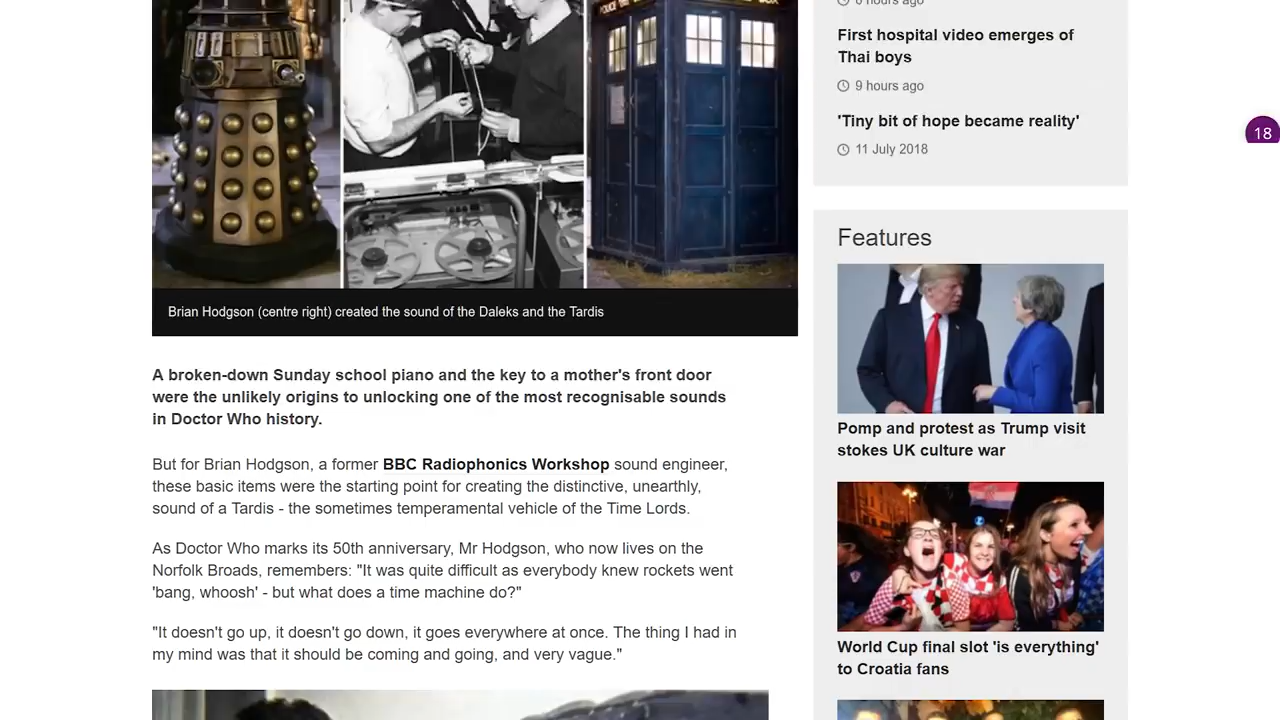 6 hours ago
First hospital video emerges of
Thai boys
9 hours ago
'Tiny bit of hope became reality'
11 July 2018
18
Features
Brian Hodgson (centre right) created the sound of the Daleks and the Tardis
A broken-down Sunday school piano and the key to a mother's front door
were the unlikely origins to unlocking one of the most recognisable sounds
in Doctor Who history.
But for Brian Hodgson, a former BBC Radiophonics Workshop sound engineer,
these basic items were the starting point for creating the distinctive, unearthly,
sound of a Tardis - the sometimes temperamental vehicle of the Time Lords.
As Doctor Who marks its 50th anniversary, Mr Hodgson, who now lives on the
Norfolk Broads, remembers: "It was quite difficult as everybody knew rockets went
'bang, whoosh' - but what does a time machine do?"
"It doesn't go up, it doesn't go down, it goes everywhere at once. The thing I had in
my mind was that it should be coming and going, and very vague."
Pomp and protest as Trump visit
stokes UK culture war
World Cup final slot 'is everything'
to Croatia fans